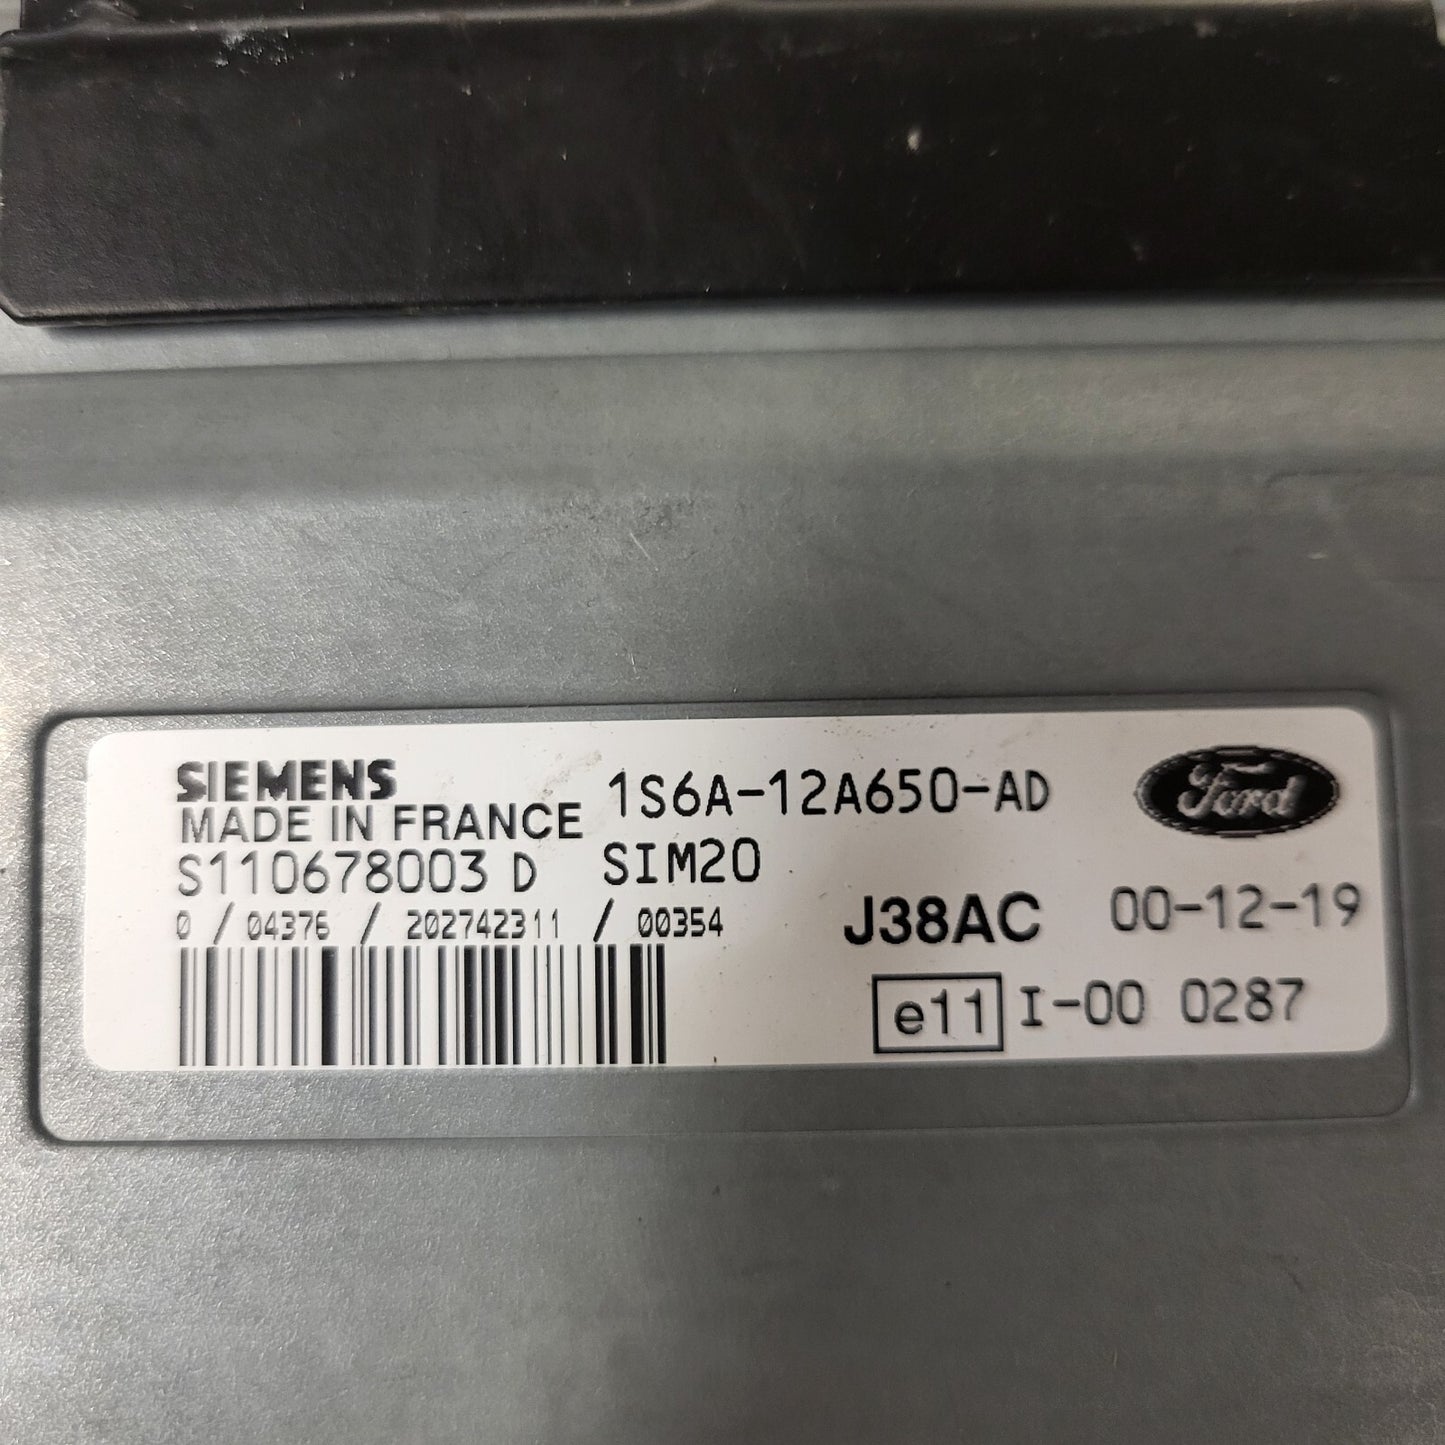 SIEMENS
MADE IN FRANCE
1S6A-12A650-AD
Ford
S110678003 D
SIM20
0 / 04376 / 202742311 / 00354
J38AC
00-12-19
e11 I-00 0287